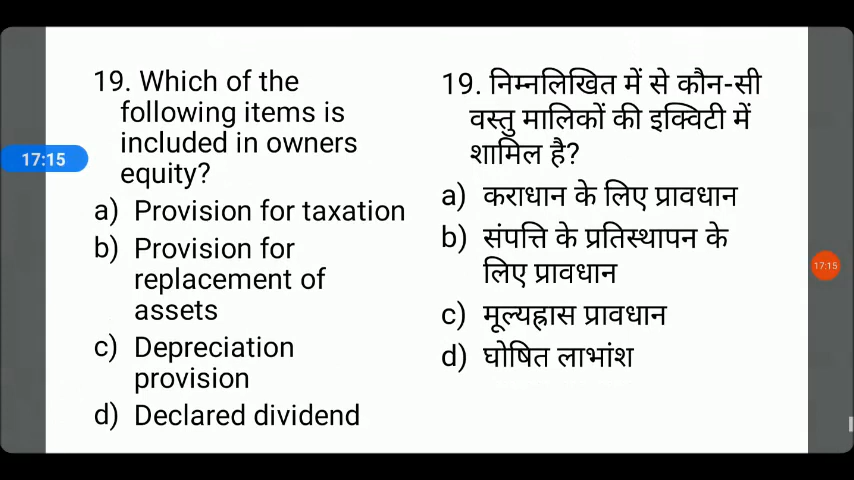 19. Which of the
following items is
included in owners
equity?
a) Provision for taxation
b) Provision for
replacement of
assets
c) Depreciation
provision
d) Declared dividend
19. निम्नलिखित में से कौन-सी
वस्तु मालिकों की इक्विटी में
शामिल है?
a) कराधान के लिए प्रावधान
b) संपत्ति के प्रतिस्थापन के
लिए प्रावधान
c) मूल्यह्रास प्रावधान
d) घोषित लाभांश
17:15
17:15